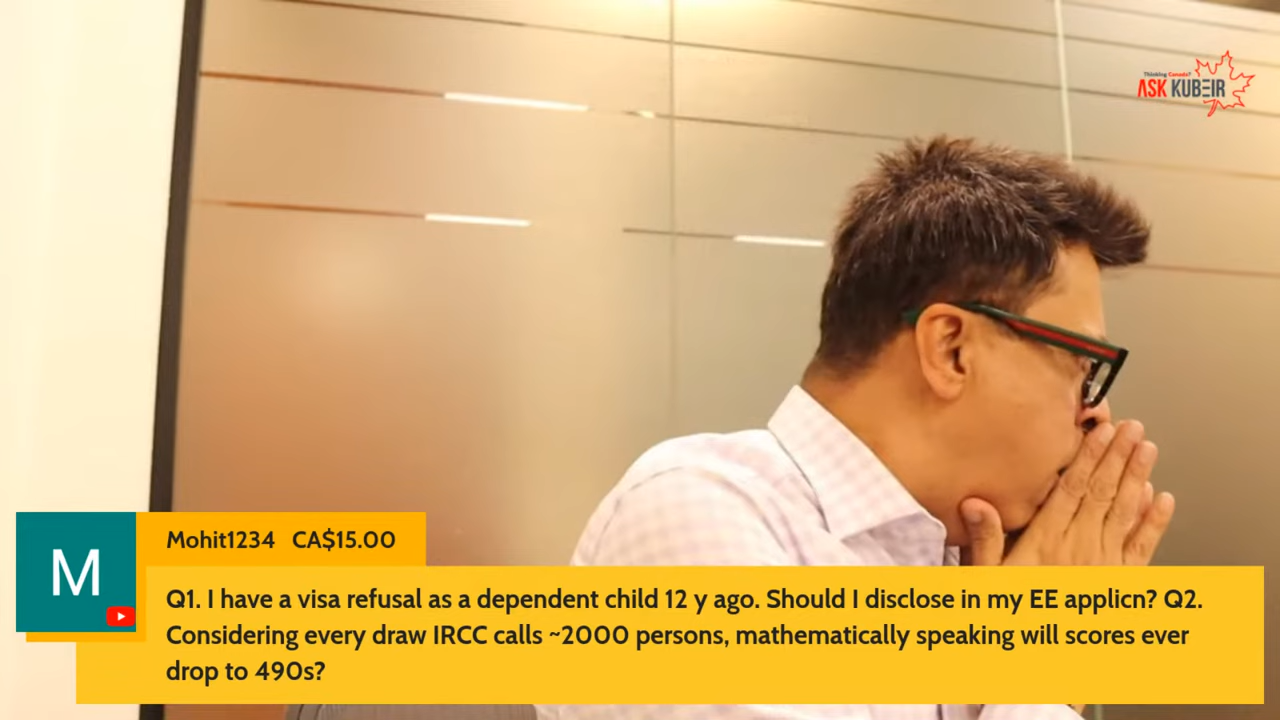 Thinking Canada?
ASK KUBEIR
M
Mohit1234 CA$15.00
Q1. I have a visa refusal as a dependent child 12 y ago. Should I disclose in my EE applicn? Q2.
Considering every draw IRCC calls ~2000 persons, mathematically speaking will scores ever
drop to 490s?